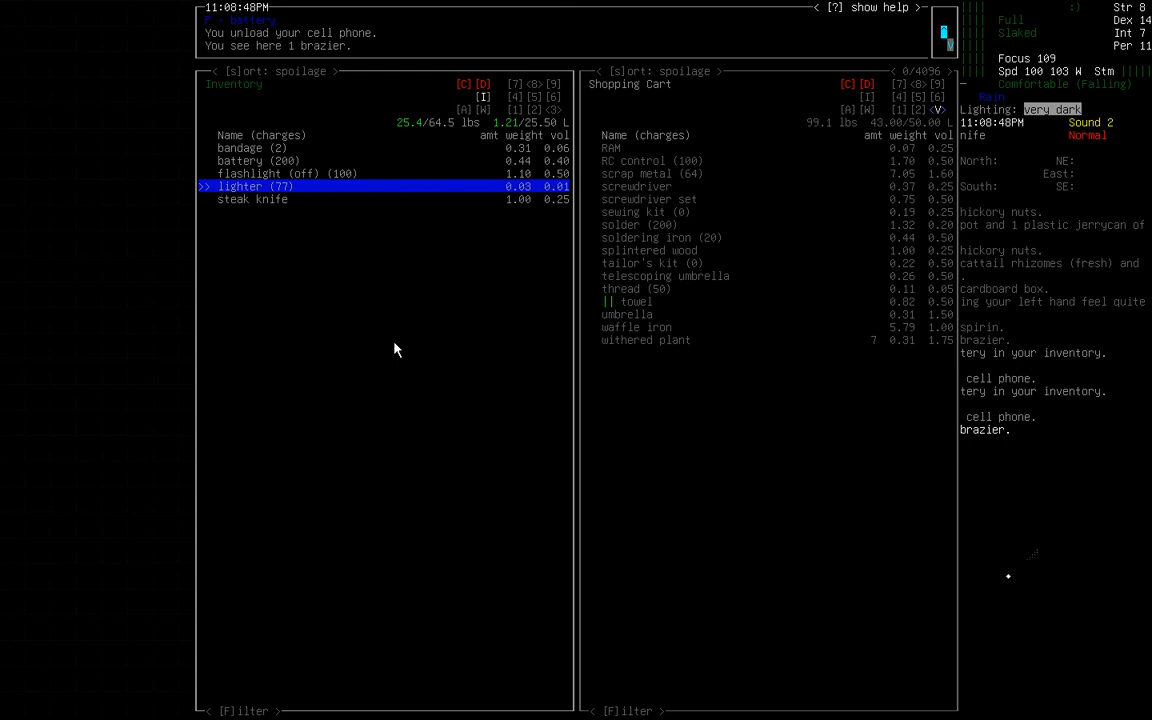 11:08:48PM < [?] show help >
P - battery
You unload your cell phone.
You see here 1 brazier.
:) Str 8
Full Dex 14
Slaked Int 7
Per 11
Focus 109
Spd 100 103 W Stm
Comfortable (Falling)
Rain
Lighting: very dark
11:08:48PM Sound 2
nife Normal
North: NE:
East:
South: SE:
hickory nuts.
pot and 1 plastic jerrycan of
hickory nuts.
cattail rhizomes (fresh) and
.
cardboard box.
ing your left hand feel quite
spirin.
brazier.
tery in your inventory.
cell phone.
tery in your inventory.
cell phone.
brazier.
< [s]ort: spoilage >
Inventory [C] [D] [7] <8> [9]
[I] [4] [5] [6]
[A] [W] [1] [2] <3>
25.4/64.5 lbs 1.21/25.50 L
Name (charges) amt weight vol
bandage (2) 0.31 0.06
battery (200) 0.44 0.40
flashlight (off) (100) 1.10 0.50
>> lighter (77) 0.03 0.01
steak knife 1.00 0.25
< [F]ilter >
< [s]ort: spoilage > < 0/4096 >
Shopping Cart [C] [D] [7] <8> [9]
[I] [4] [5] [6]
[A] [W] [1] [2] <V>
99.1 lbs 43.00/50.00 L
Name (charges) amt weight vol
RAM 0.07 0.25
RC control (100) 1.70 0.50
scrap metal (64) 7.05 1.60
screwdriver 0.37 0.25
screwdriver set 0.75 0.50
sewing kit (0) 0.19 0.25
solder (200) 1.32 0.20
soldering iron (20) 0.44 0.50
splintered wood 1.00 0.25
tailor's kit (0) 0.22 0.50
telescoping umbrella 0.26 0.50
thread (50) 0.11 0.05
|| towel 0.82 0.50
umbrella 0.31 1.50
waffle iron 5.79 1.00
withered plant 7 0.31 1.75
< [F]ilter >